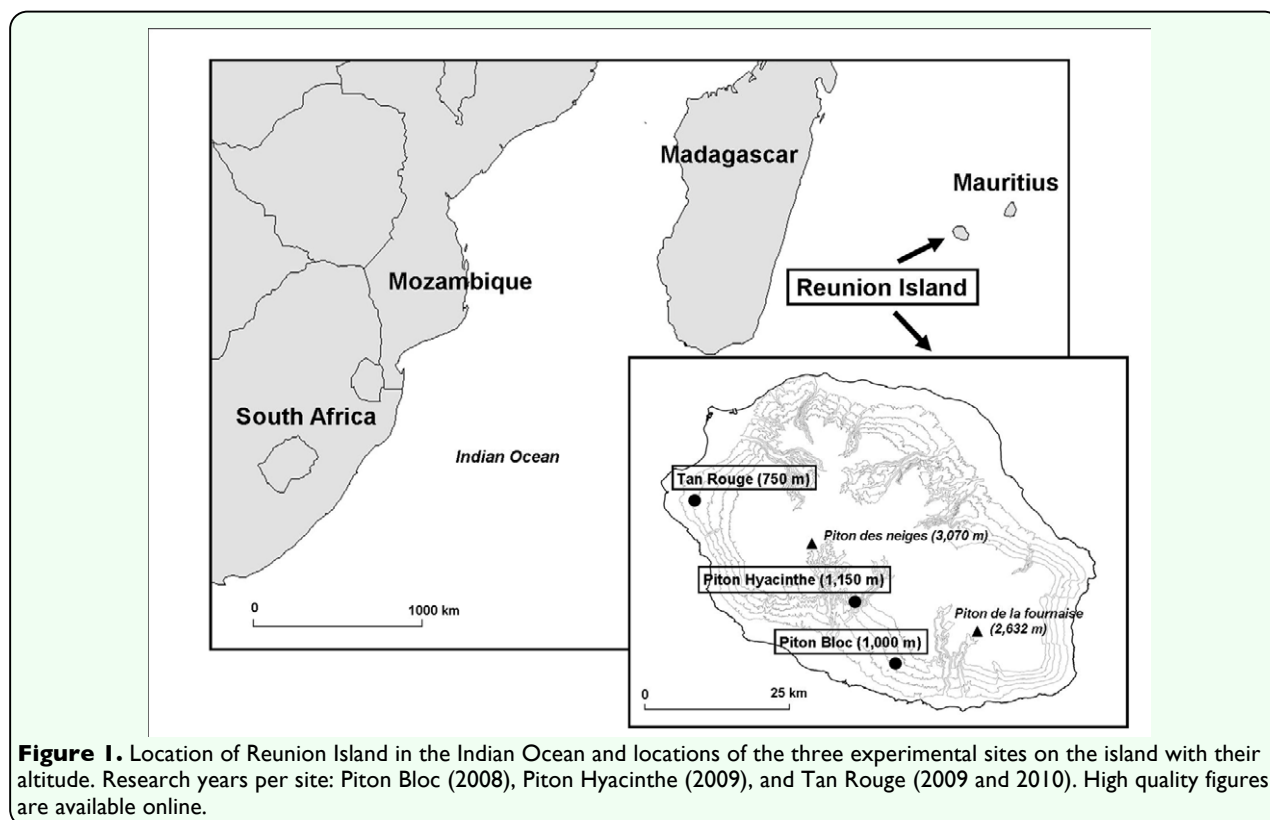 Madagascar
Mauritius
Mozambique
Reunion Island
South Africa
Indian Ocean
0 1000 km
Tan Rouge (750 m)
Piton des neiges (3,070 m)
Piton Hyacinthe (1,150 m)
Piton de la fournaise
(2,632 m)
Piton Bloc (1,000 m)
0 25 km
Figure 1. Location of Reunion Island in the Indian Ocean and locations of the three experimental sites on the island with their
altitude. Research years per site: Piton Bloc (2008), Piton Hyacinthe (2009), and Tan Rouge (2009 and 2010). High quality figures
are available online.